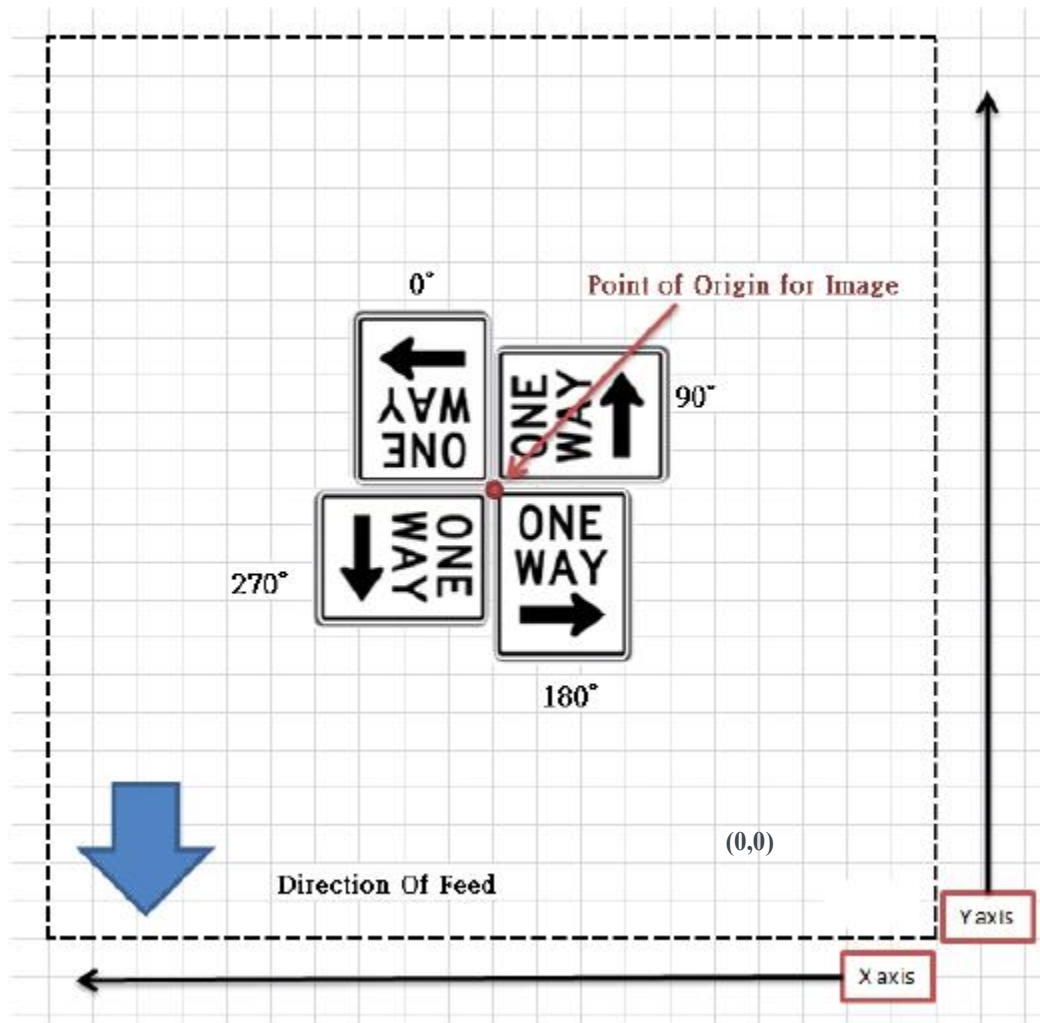 0°
Point of Origin for Image
ONE
WAY
ONE
WAY
90°
ONE
WAY
ONE
WAY
270°
180°
(0,0)
Direction Of Feed
Y axis
X axis